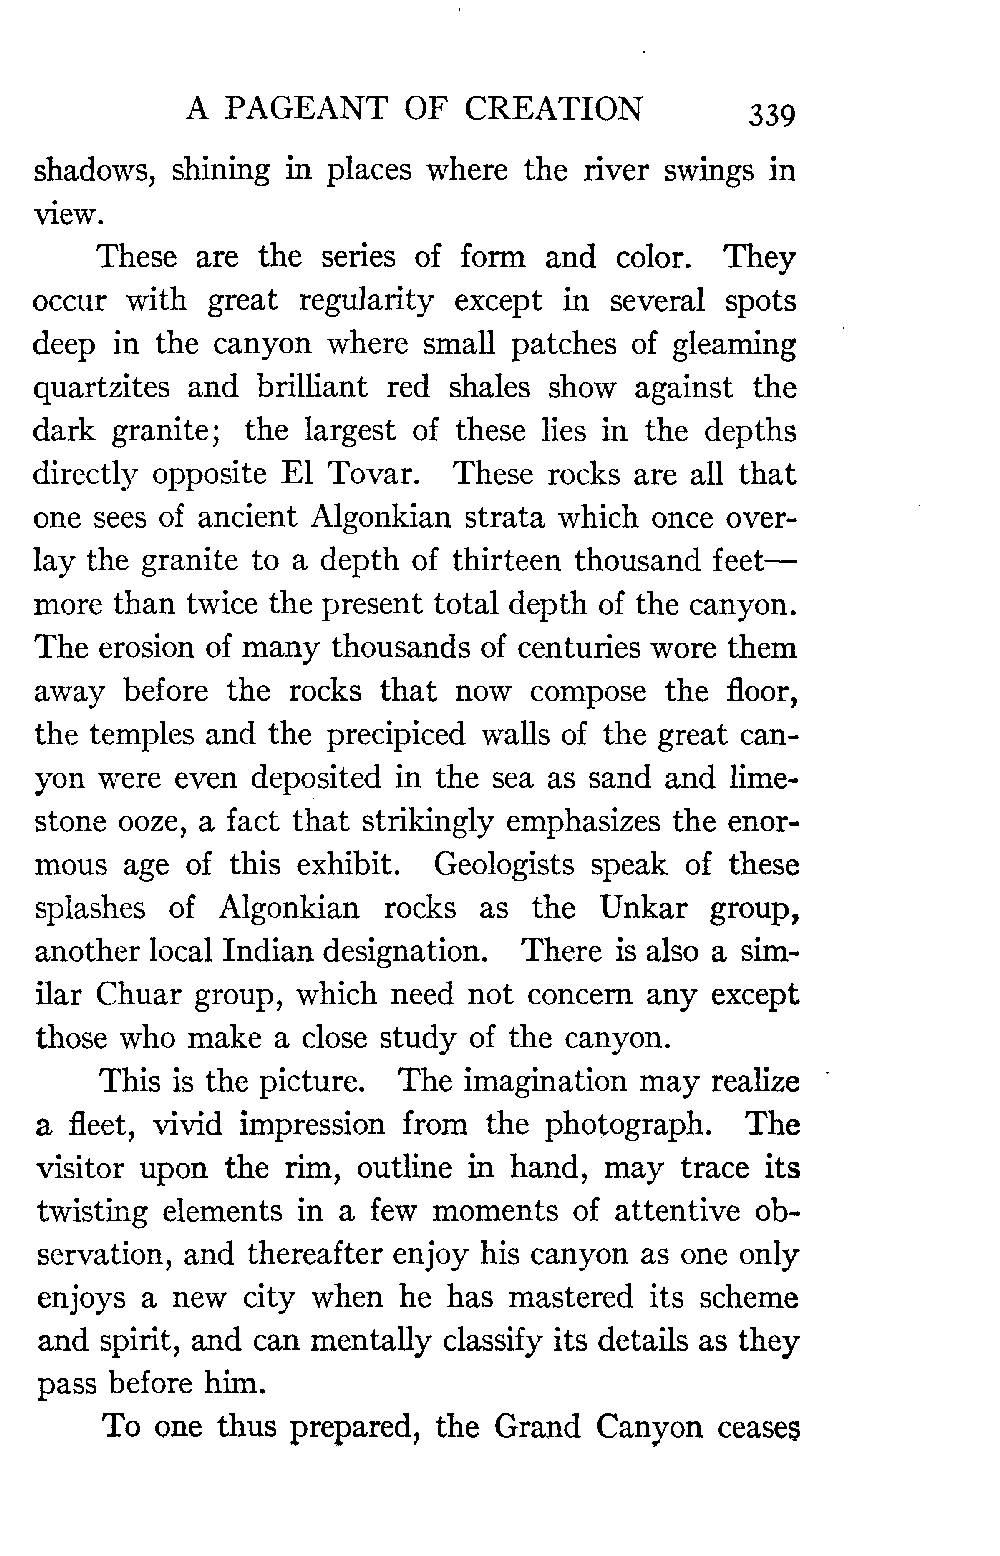 A PAGEANT OF CREATION 339
shadows, shining in places where the river swings in
view.
These are the series of form and color. They
occur with great regularity except in several spots
deep in the canyon where small patches of gleaming
quartzites and brilliant red shales show against the
dark granite; the largest of these lies in the depths
directly opposite El Tovar. These rocks are all that
one sees of ancient Algonkian strata which once over-
lay the granite to a depth of thirteen thousand feet—
more than twice the present total depth of the canyon.
The erosion of many thousands of centuries wore them
away before the rocks that now compose the floor,
the temples and the precipiced walls of the great can-
yon were even deposited in the sea as sand and lime-
stone ooze, a fact that strikingly emphasizes the enor-
mous age of this exhibit. Geologists speak of these
splashes of Algonkian rocks as the Unkar group,
another local Indian designation. There is also a sim-
ilar Chuar group, which need not concern any except
those who make a close study of the canyon.
This is the picture. The imagination may realize
a fleet, vivid impression from the photograph. The
visitor upon the rim, outline in hand, may trace its
twisting elements in a few moments of attentive ob-
servation, and thereafter enjoy his canyon as one only
enjoys a new city when he has mastered its scheme
and spirit, and can mentally classify its details as they
pass before him.
To one thus prepared, the Grand Canyon ceases